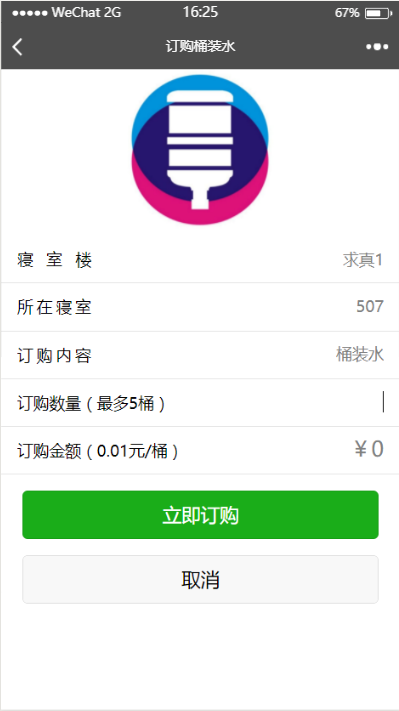 WeChat 2G 16:25 67%
订购桶装水
寝 室 楼 求真1
所在寝室 507
订购内容 桶装水
订购数量（最多5桶）
订购金额（0.01元/桶） ￥0
立即订购
取消